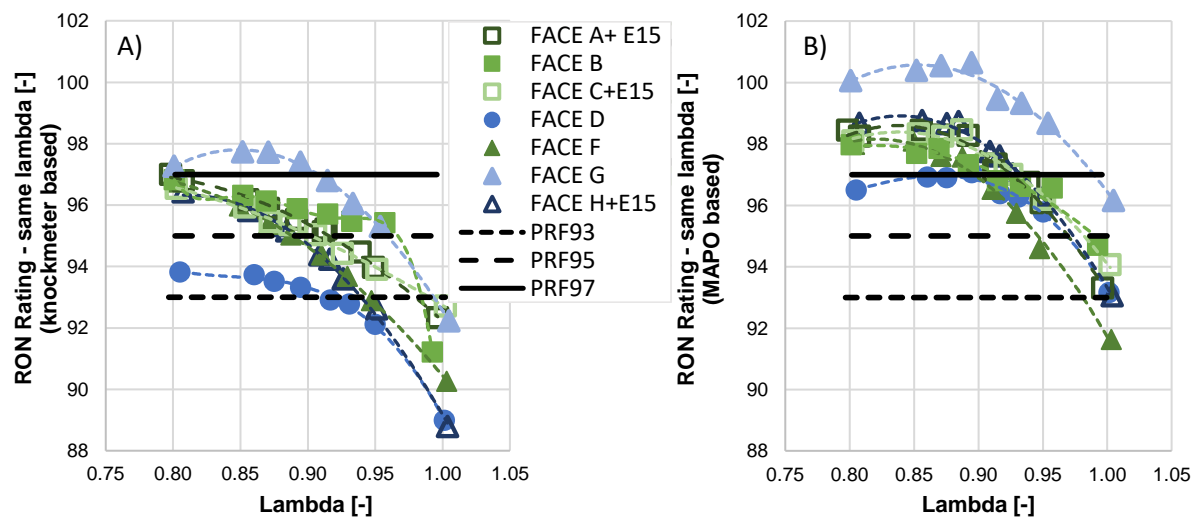 A)
RON Rating - same lambda [-]
(knockmeter based)
102
100
98
96
94
92
90
88
0.75 0.80 0.85 0.90 0.95 1.00 1.05
Lambda [-]
FACE A+ E15
FACE B
FACE C+E15
FACE D
FACE F
FACE G
FACE H+E15
PRF93
PRF95
PRF97
B)
RON Rating - same lambda [-]
(MAPO based)
102
100
98
96
94
92
90
88
0.75 0.80 0.85 0.90 0.95 1.00 1.05
Lambda [-]